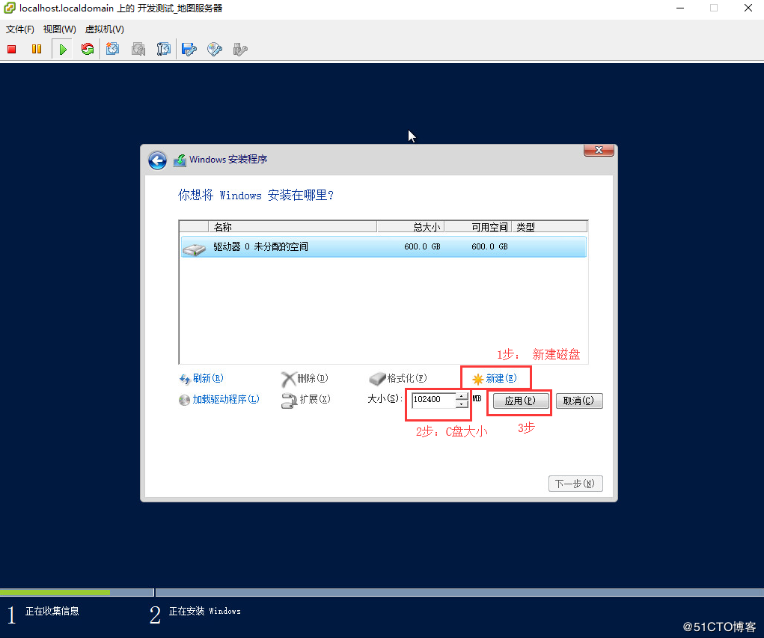 localhost.localdomain 上的 开发测试_地图服务器
文件(F) 视图(W) 虚拟机(V)
Windows 安装程序
你想将 Windows 安装在哪里?
名称 总大小 可用空间 类型
驱动器 0 未分配的空间 600.0 GB 600.0 GB
1步： 新建磁盘
刷新(R) 删除(D) 格式化(F) 新建(E)
加载驱动程序(L) 扩展(X) 大小(S): 102400 MB 应用(P) 取消(C)
2步：C盘大小 3步
下一步(N)
1 正在收集信息 2 正在安装 Windows
@51CTO博客